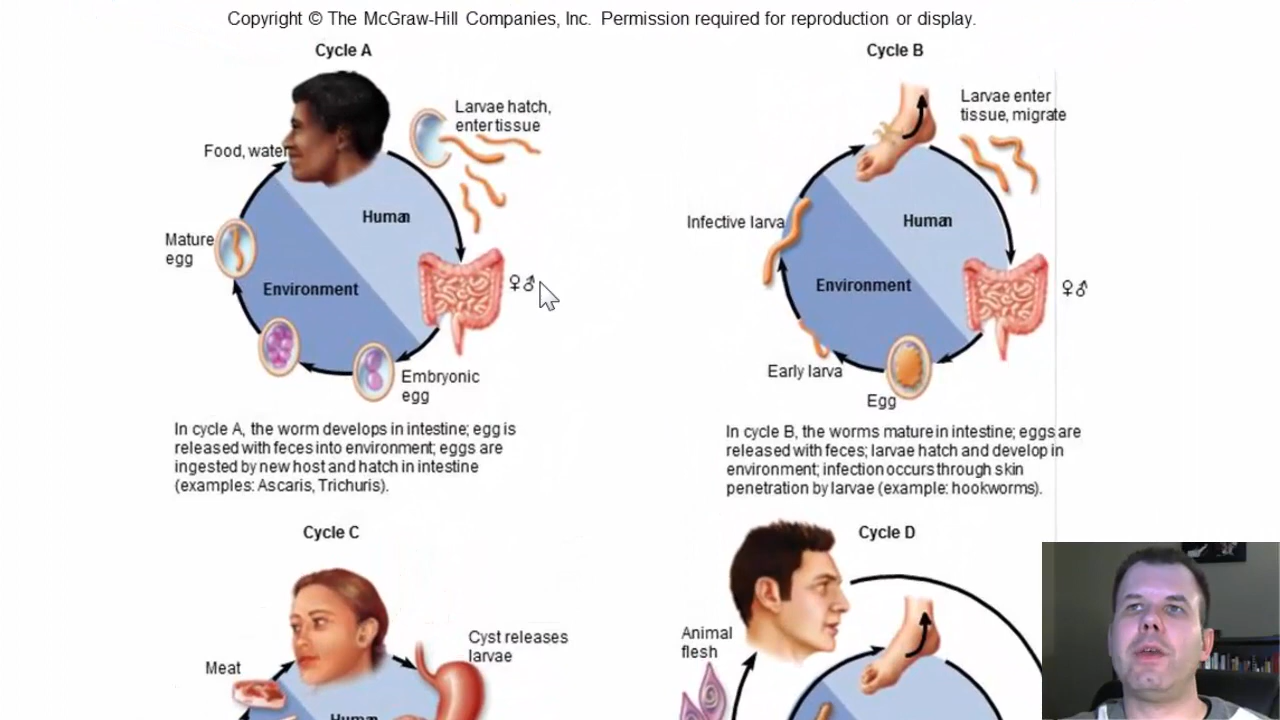 Copyright © The McGraw-Hill Companies, Inc. Permission required for reproduction or display.
Cycle A
Larvae hatch,
enter tissue
Food, water
Human
Mature
egg
Environment
♀♂
Embryonic
egg
In cycle A, the worm develops in intestine; egg is
released with feces into environment; eggs are
ingested by new host and hatch in intestine
(examples: Ascaris, Trichuris).
Cycle B
Larvae enter
tissue, migrate
Infective larva
Human
Environment
♀♂
Early larva
Egg
In cycle B, the worms mature in intestine; eggs are
released with feces; larvae hatch and develop in
environment; infection occurs through skin
penetration by larvae (example: hookworms).
Cycle C
Cyst releases
larvae
Meat
Human
Cycle D
Animal
flesh